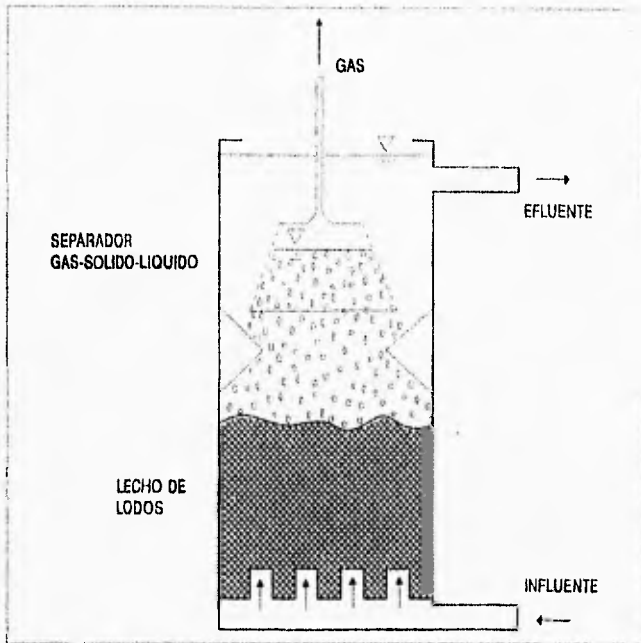 GAS
EFLUENTE
SEPARADOR
GAS-SOLIDO-LIQUIDO
LECHO DE
LODOS
INFLUENTE